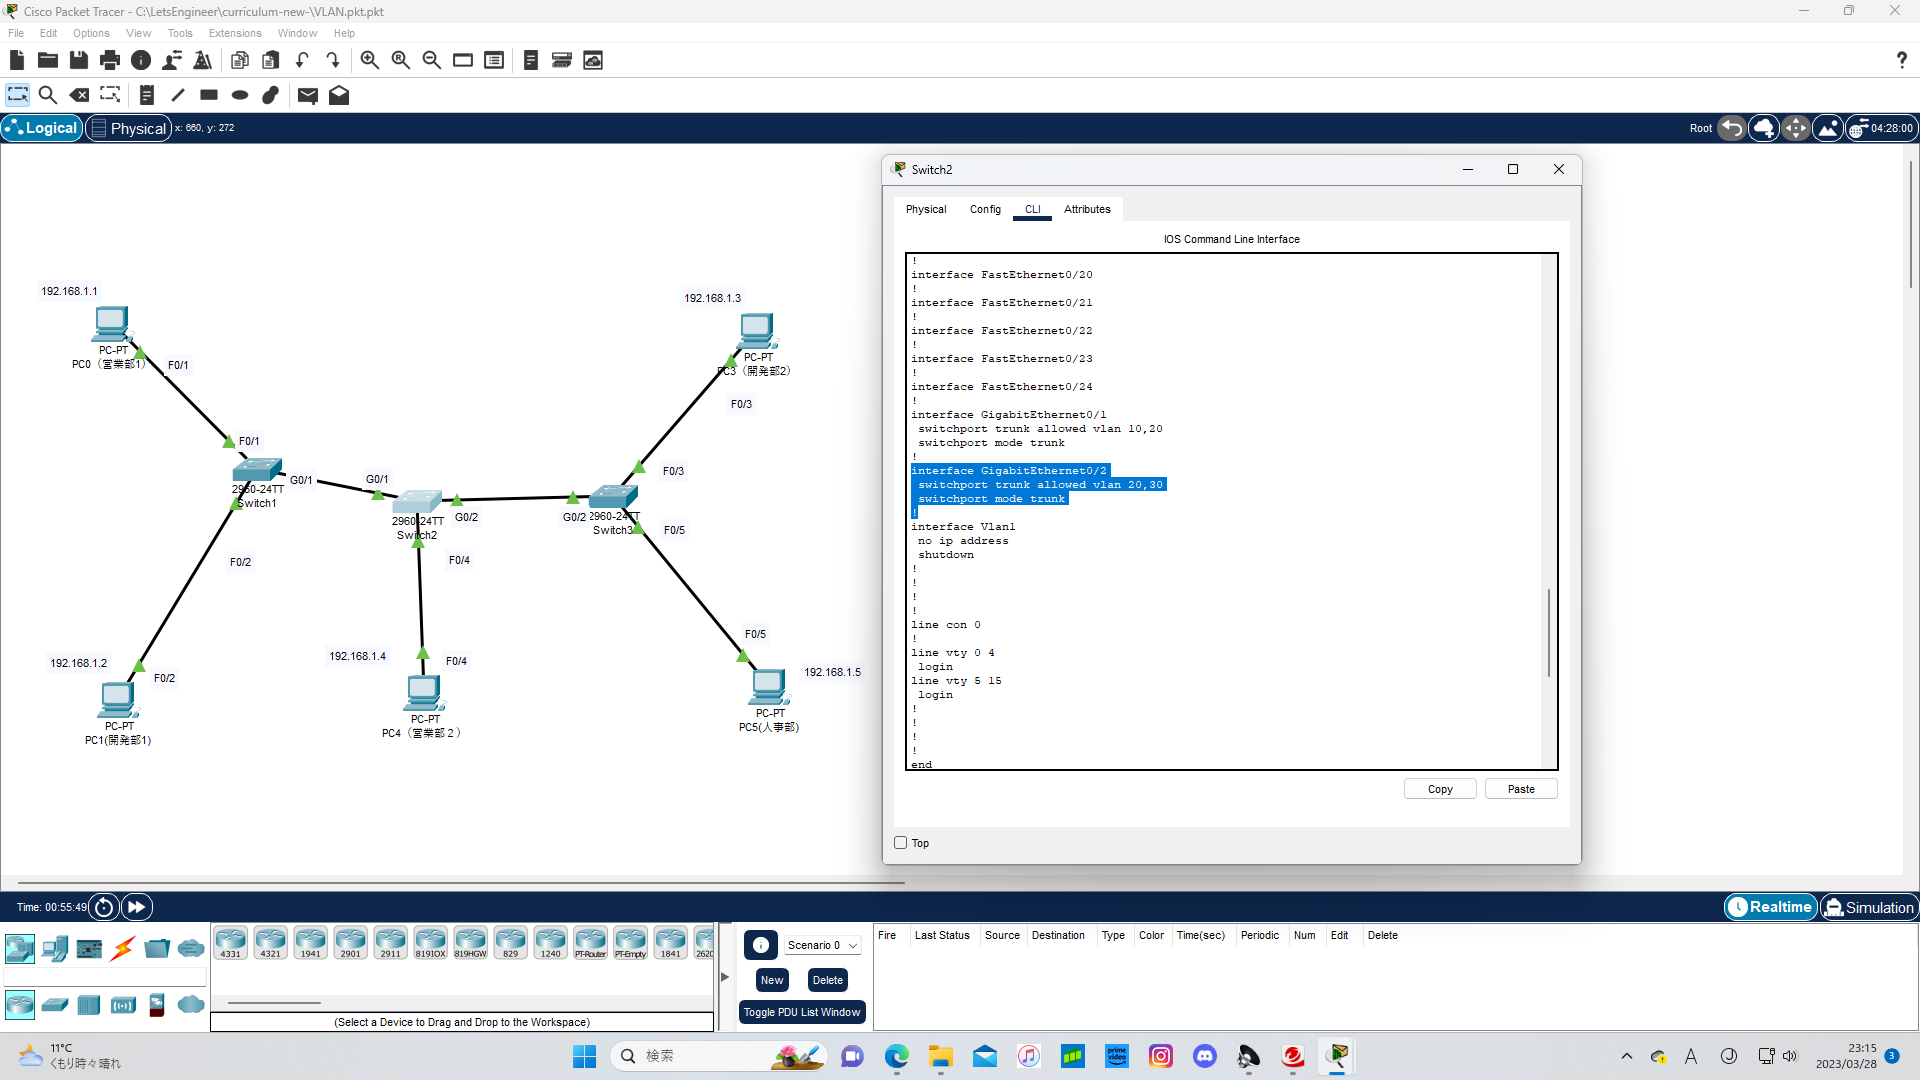 Cisco Packet Tracer - C:\LetsEngineer\curriculum-new-\VLAN.pkt.pkt
File Edit Options View Tools Extensions Window Help
Logical Physical x: 660, y: 272
Root 04:28:00
192.168.1.1
PC-PT
PC0（営業部1）
F0/1
F0/1
G0/1
2960-24TT
Switch1
F0/2
192.168.1.2
F0/2
PC-PT
PC1(開発部1)
G0/1
2960-24TT
Switch2
G0/2
F0/4
192.168.1.4
F0/4
PC-PT
PC4（営業部２）
192.168.1.3
PC-PT
PC3（開発部2）
F0/3
F0/3
G0/2
2960-24TT
Switch3
F0/5
F0/5
192.168.1.5
PC-PT
PC5(人事部)
Switch2
Physical Config CLI Attributes
IOS Command Line Interface
!
interface FastEthernet0/20
!
interface FastEthernet0/21
!
interface FastEthernet0/22
!
interface FastEthernet0/23
!
interface FastEthernet0/24
!
interface GigabitEthernet0/1
switchport trunk allowed vlan 10,20
switchport mode trunk
!
interface GigabitEthernet0/2
switchport trunk allowed vlan 20,30
switchport mode trunk
!
interface Vlan1
no ip address
shutdown
!
!
!
!
line con 0
!
line vty 0 4
login
line vty 5 15
login
!
!
!
!
end
Copy Paste
Top
Time: 00:55:49
Realtime Simulation
4331 4321 1941 2901 2911 819IOX 819HGW 829 1240 PT-Router PT-Empty 1841 2620
(Select a Device to Drag and Drop to the Workspace)
Scenario 0
New Delete
Toggle PDU List Window
Fire Last Status Source Destination Type Color Time(sec) Periodic Num Edit Delete
11°C
くもり時々晴れ
検索
prime video
A
23:15
2023/03/28
3